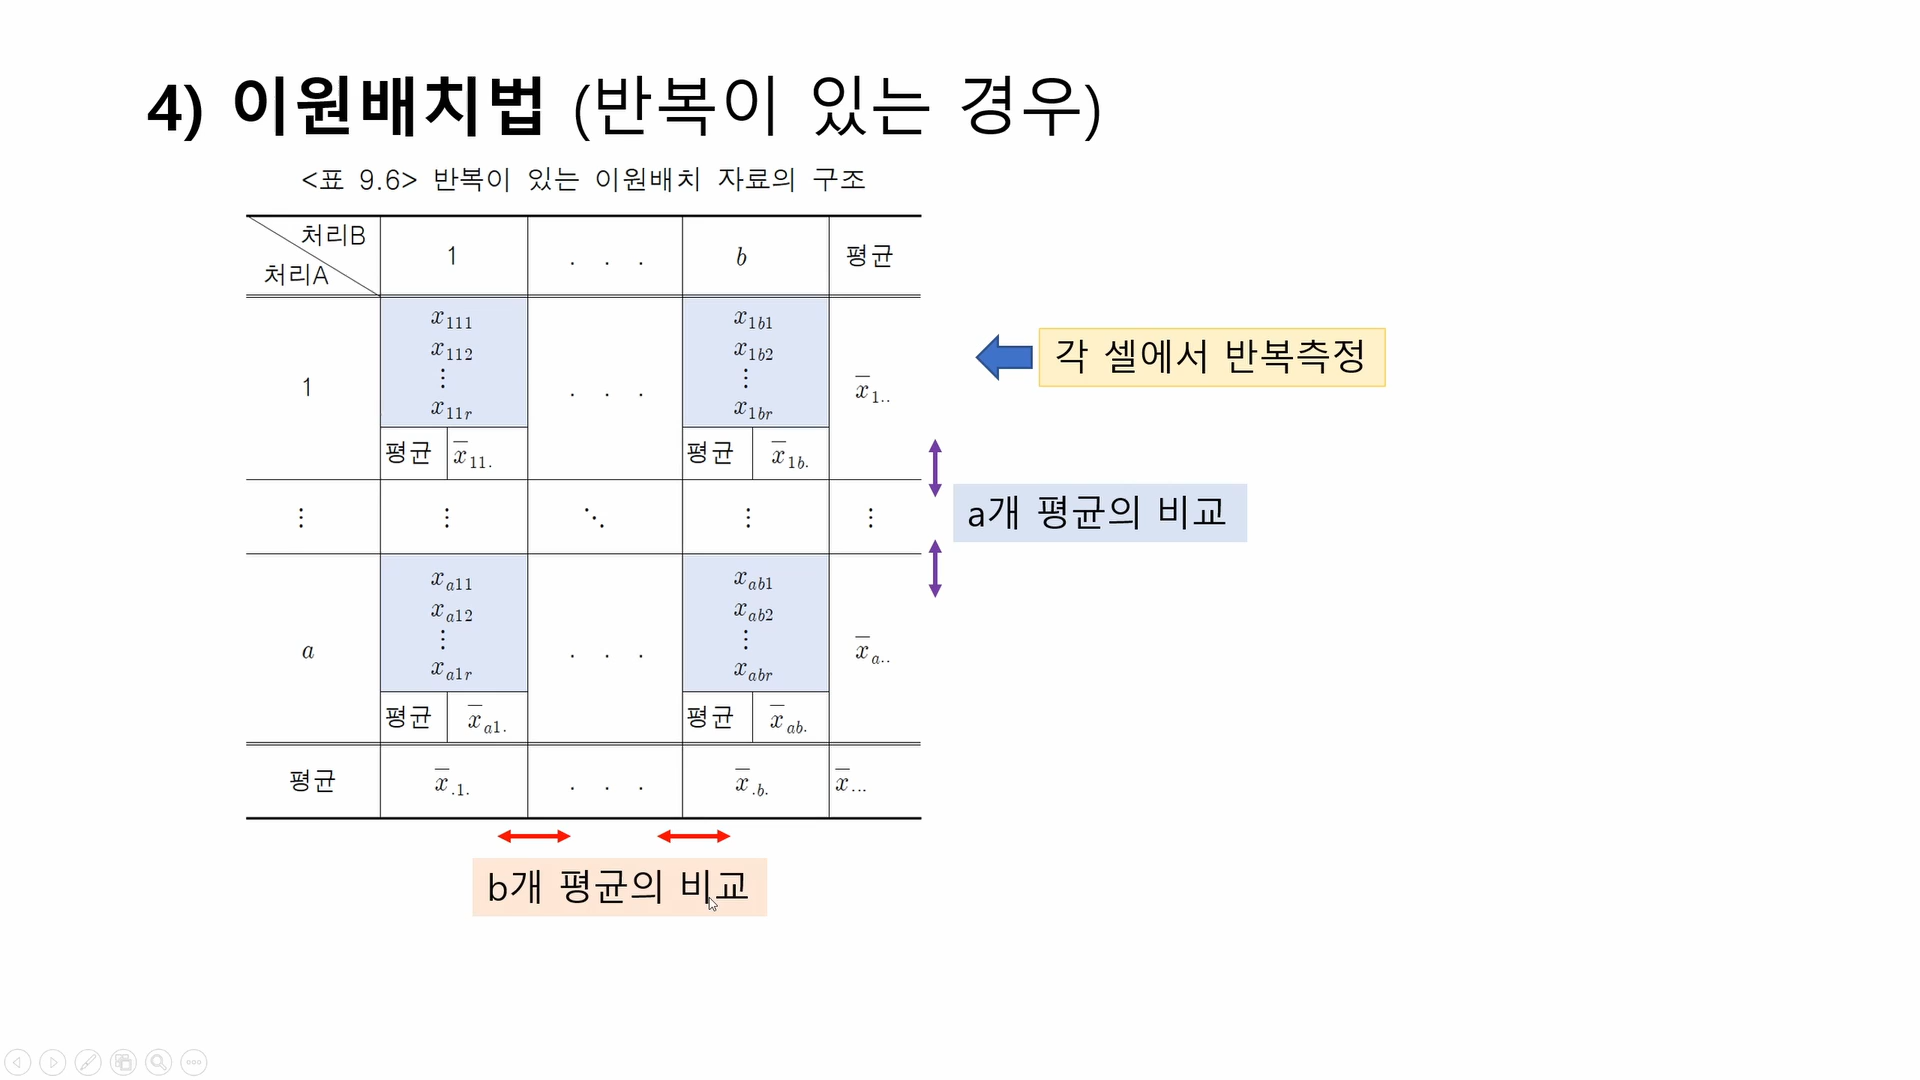 4) 이원배치법 (반복이 있는 경우)
<표 9.6> 반복이 있는 이원배치 자료의 구조
처리B
처리A
1 . . . b 평균
1
x111
x112
⋮
x11r
평균 x̅11.
. . .
x1b1
x1b2
⋮
x1br
평균 x̅1b.
x̅1..
각 셀에서 반복측정
⋮ ⋮ ⋱ ⋮ ⋮
a개 평균의 비교
a
xa11
xa12
⋮
xa1r
평균 x̅a1.
. . .
xab1
xab2
⋮
xabr
평균 x̅ab.
x̅a..
평균 x̅.1. . . . x̅.b. x̅...
b개 평균의 비교